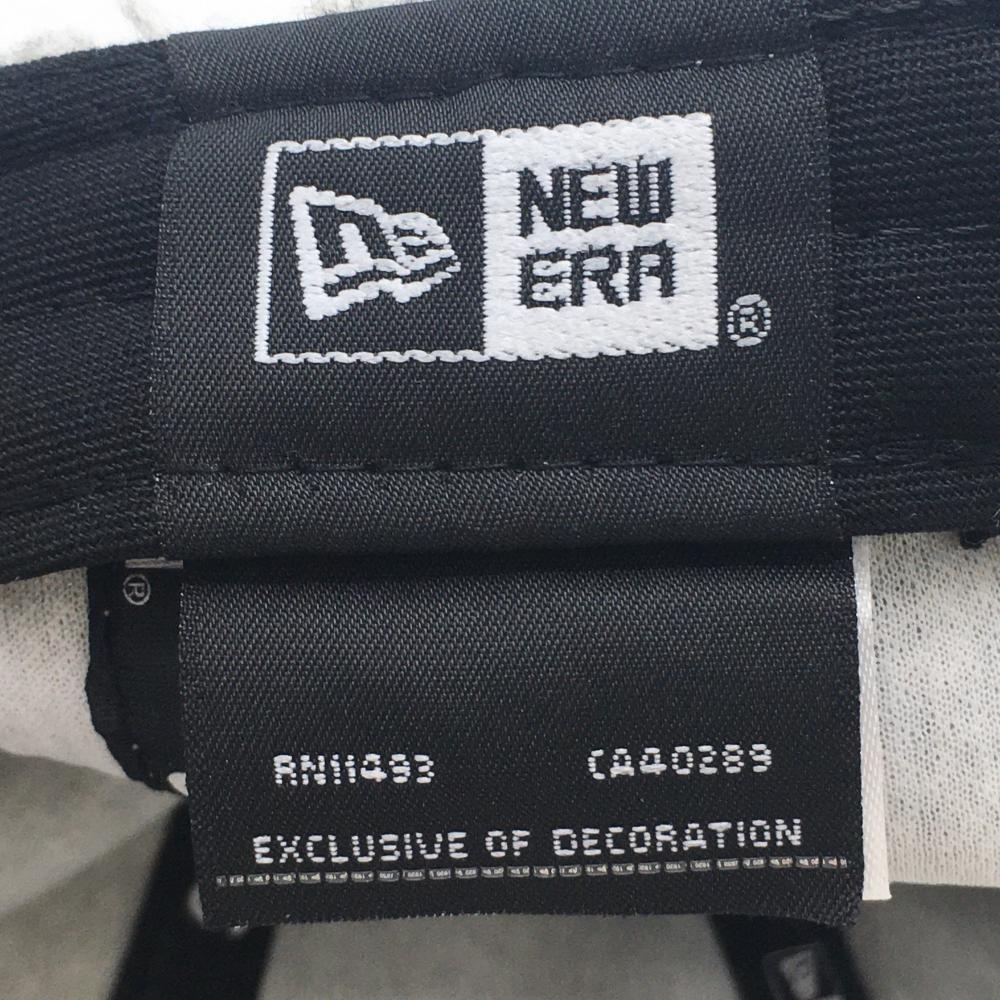 NEW
ERA
®
®
RN11493 CA40289
EXCLUSIVE OF DECORATION